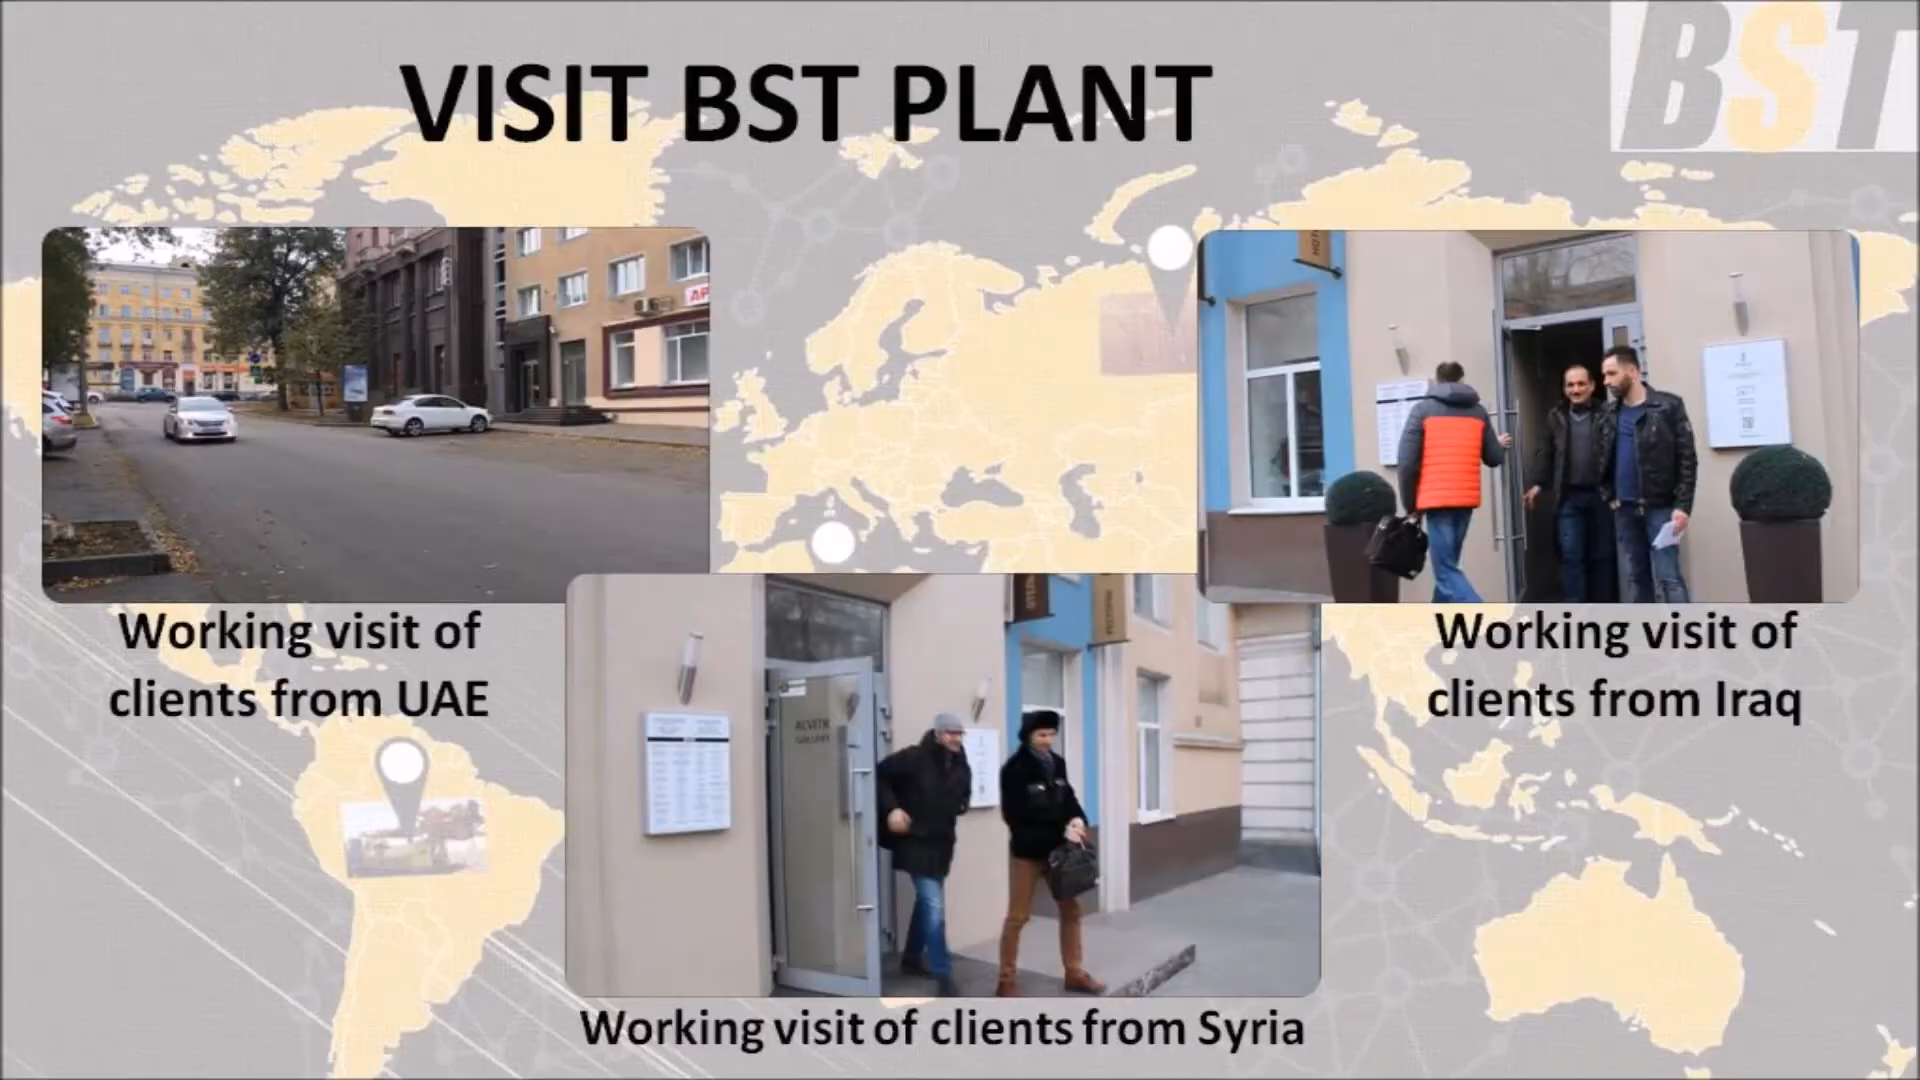 VISIT BST PLANT
BST
Working visit of
clients from UAE
Working visit of
clients from Iraq
Working visit of clients from Syria